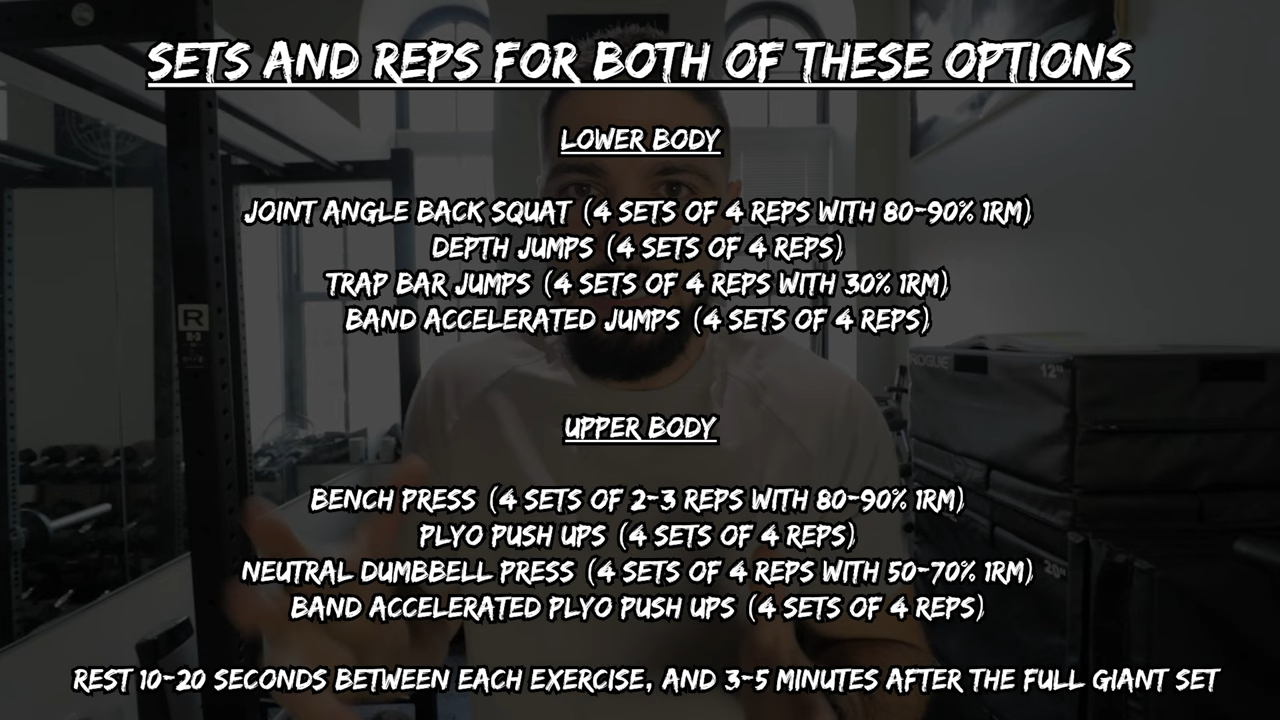 SETS AND REPS FOR BOTH OF THESE OPTIONS
LOWER BODY
JOINT ANGLE BACK SQUAT (4 SETS OF 4 REPS WITH 80-90% 1RM)
DEPTH JUMPS (4 SETS OF 4 REPS)
TRAP BAR JUMPS (4 SETS OF 4 REPS WITH 30% 1RM)
BAND ACCELERATED JUMPS (4 SETS OF 4 REPS)
R
ROGUE 12"
UPPER BODY
BENCH PRESS (4 SETS OF 2-3 REPS WITH 80-90% 1RM)
PLYO PUSH UPS (4 SETS OF 4 REPS)
NEUTRAL DUMBBELL PRESS (4 SETS OF 4 REPS WITH 50-70% 1RM)
20"
BAND ACCELERATED PLYO PUSH UPS (4 SETS OF 4 REPS)
REST 10-20 SECONDS BETWEEN EACH EXERCISE, AND 3-5 MINUTES AFTER THE FULL GIANT SET